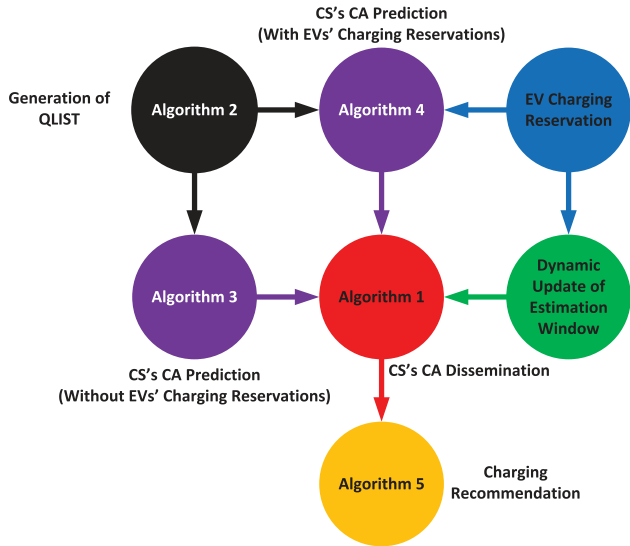 CS's CA Prediction
(With EVs' Charging Reservations)
Generation of
QLIST
Algorithm 2
Algorithm 4
EV Charging
Reservation
Algorithm 3
Algorithm 1
Dynamic
Update of
Estimation
Window
CS's CA Prediction
(Without EVs' Charging Reservations)
CS's CA Dissemination
Algorithm 5
Charging
Recommendation